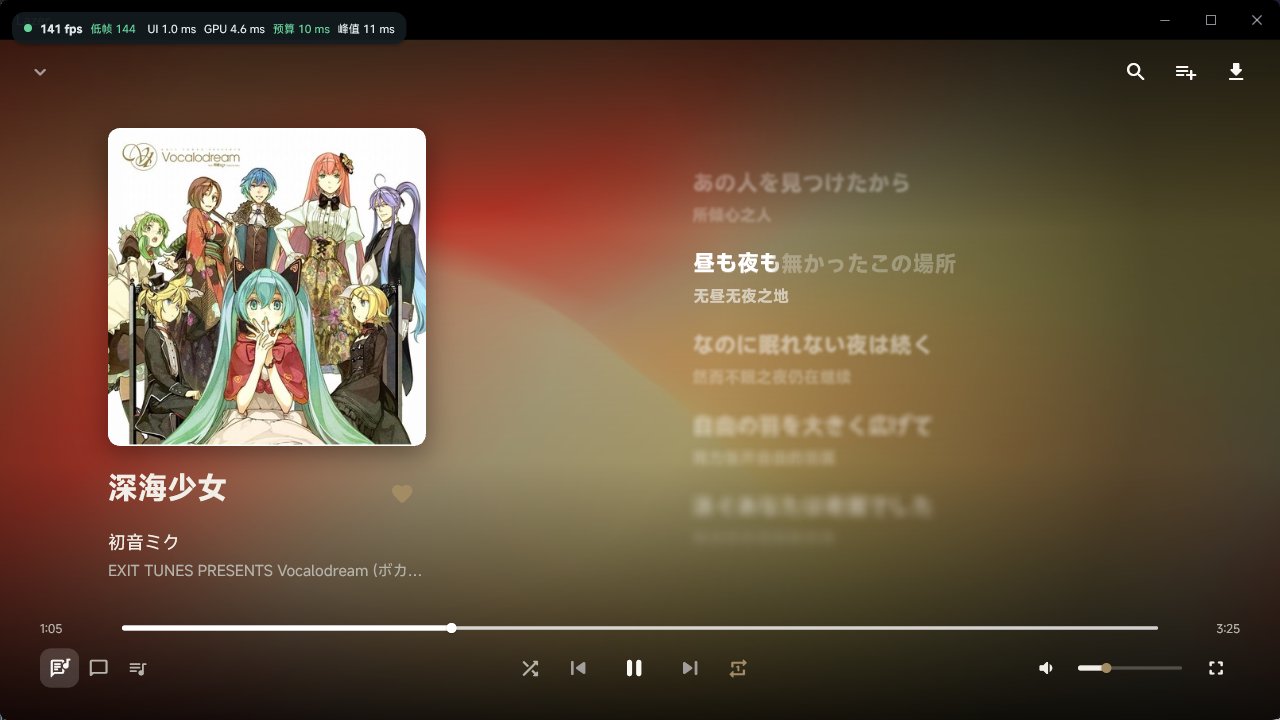 141 fps 低帧 144 UI 1.0 ms GPU 4.6 ms 预算 10 ms 峰值 11 ms
Vocalodream
あの人を見つけたから
所倾心之人
昼も夜も無かったこの場所
无昼无夜之地
なのに眠れない夜は続く
然而不眠之夜仍在继续
自由の羽を大きく広げて
深海少女
初音ミク
EXIT TUNES PRESENTS Vocalodream (ボカ…
1:05
3:25